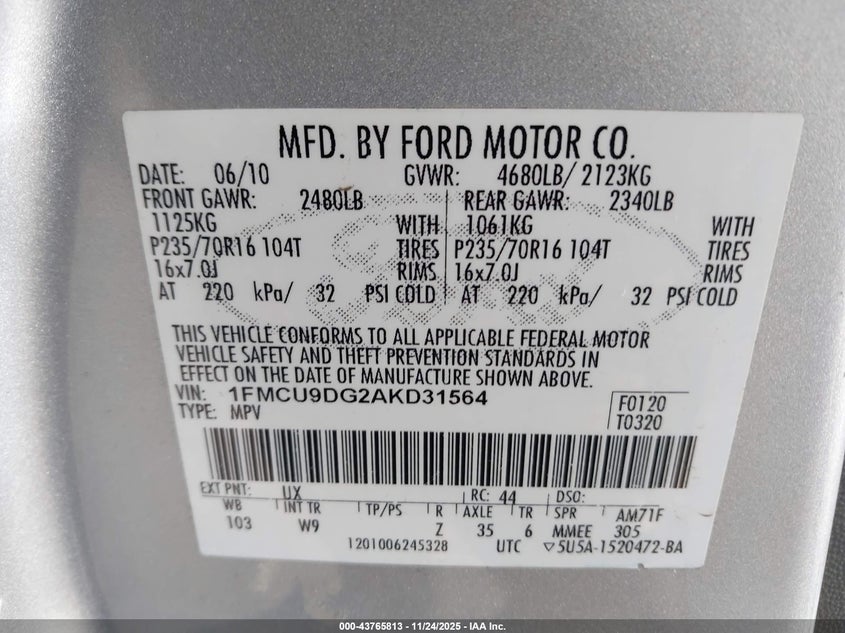 MFD. BY FORD MOTOR CO.
DATE: 06/10 GVWR: 4680LB/ 2123KG
FRONT GAWR: 2480LB REAR GAWR: 2340LB
1125KG WITH 1061KG WITH
P235/70R16 104T TIRES P235/70R16 104T TIRES
16x7.0J RIMS 16x7.0J RIMS
AT 220 kPa/ 32 PSI COLD AT 220 kPa/ 32 PSI COLD
THIS VEHICLE CONFORMS TO ALL APPLICABLE FEDERAL MOTOR
VEHICLE SAFETY AND THEFT PREVENTION STANDARDS IN
EFFECT ON THE DATE OF MANUFACTURE SHOWN ABOVE.
VIN: 1FMCU9DG2AKD31564
TYPE: MPV
F0120
T0320
EXT PNT: UX RC: 44 DSO:
WB INT TR TP/PS R AXLE TR SPR AM71F
103 W9 Z 35 6 MMEE 305
1201006245328 UTC ▽5U5A-1520472-BA
000-43765813 - 11/24/2025 - IAA Inc.